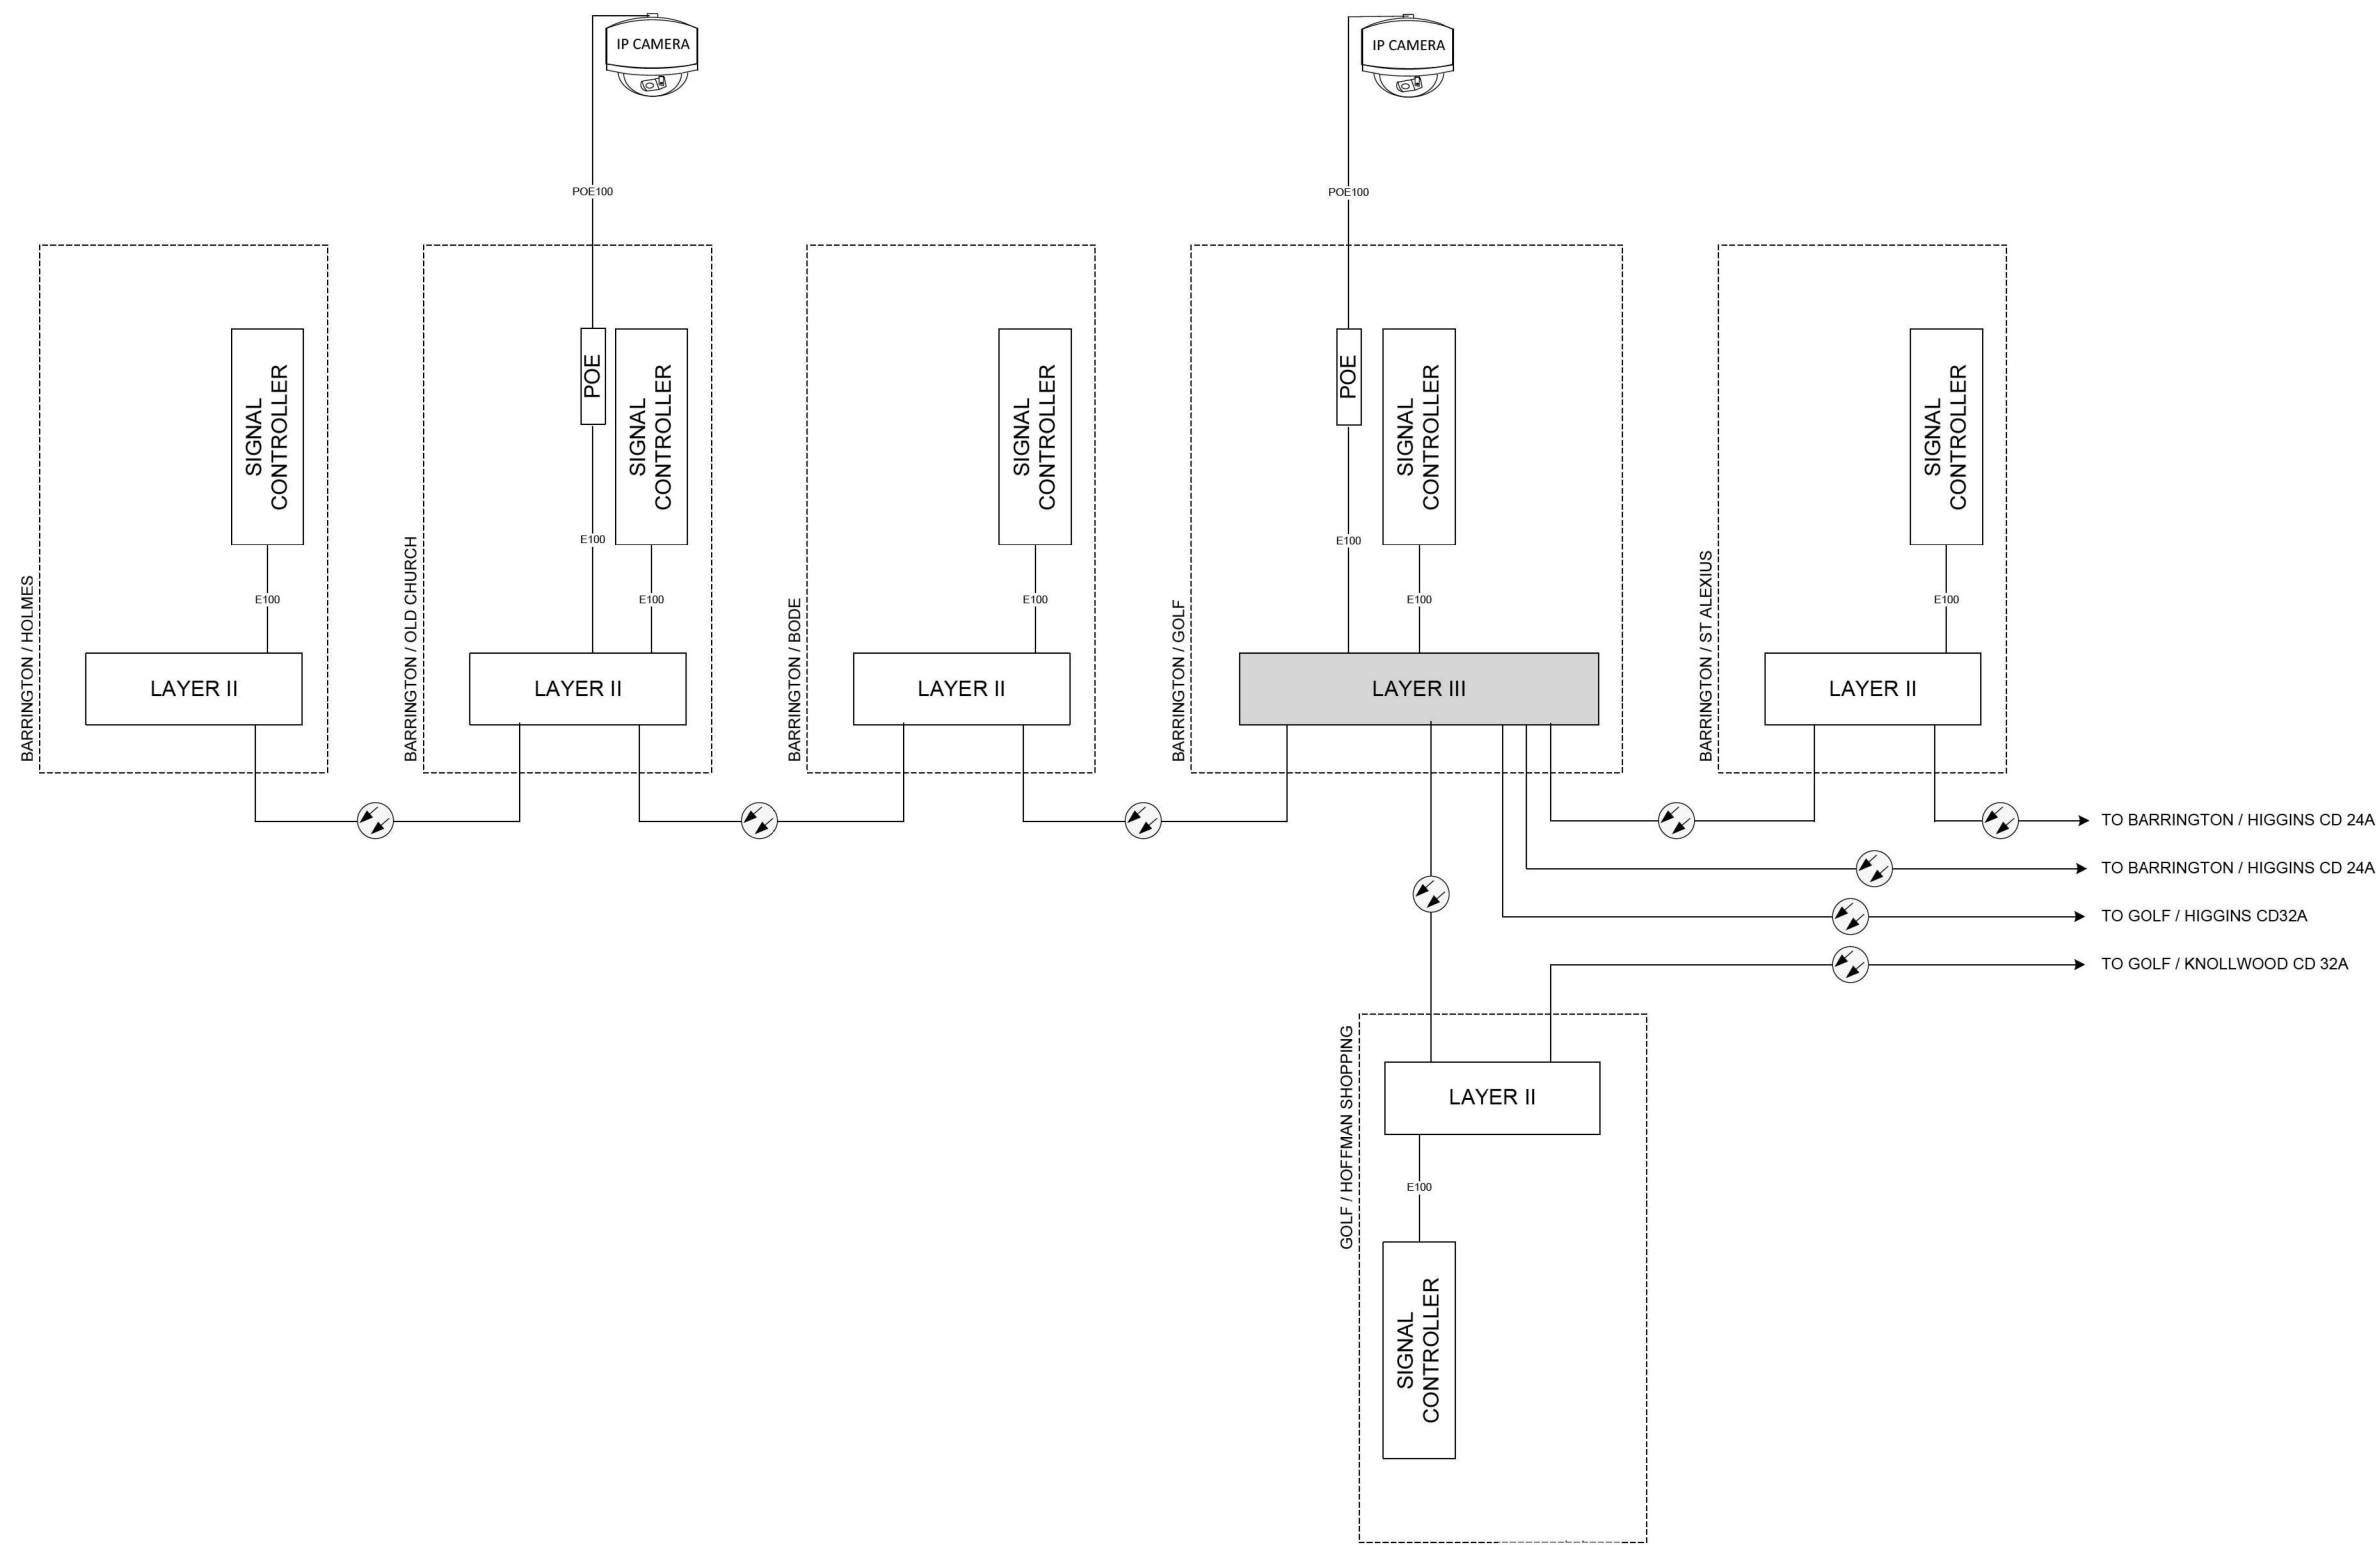 IP CAMERA
IP CAMERA
POE100
POE100
BARRINGTON / HOLMES
SIGNAL
CONTROLLER
E100
LAYER II
BARRINGTON / OLD CHURCH
POE
SIGNAL
CONTROLLER
E100
E100
LAYER II
BARRINGTON / BODE
SIGNAL
CONTROLLER
E100
LAYER II
BARRINGTON / GOLF
POE
SIGNAL
CONTROLLER
E100
E100
LAYER III
BARRINGTON / ST ALEXIUS
SIGNAL
CONTROLLER
E100
LAYER II
TO BARRINGTON / HIGGINS CD 24A
TO BARRINGTON / HIGGINS CD 24A
TO GOLF / HIGGINS CD32A
TO GOLF / KNOLLWOOD CD 32A
GOLF / HOFFMAN SHOPPING
LAYER II
E100
SIGNAL
CONTROLLER